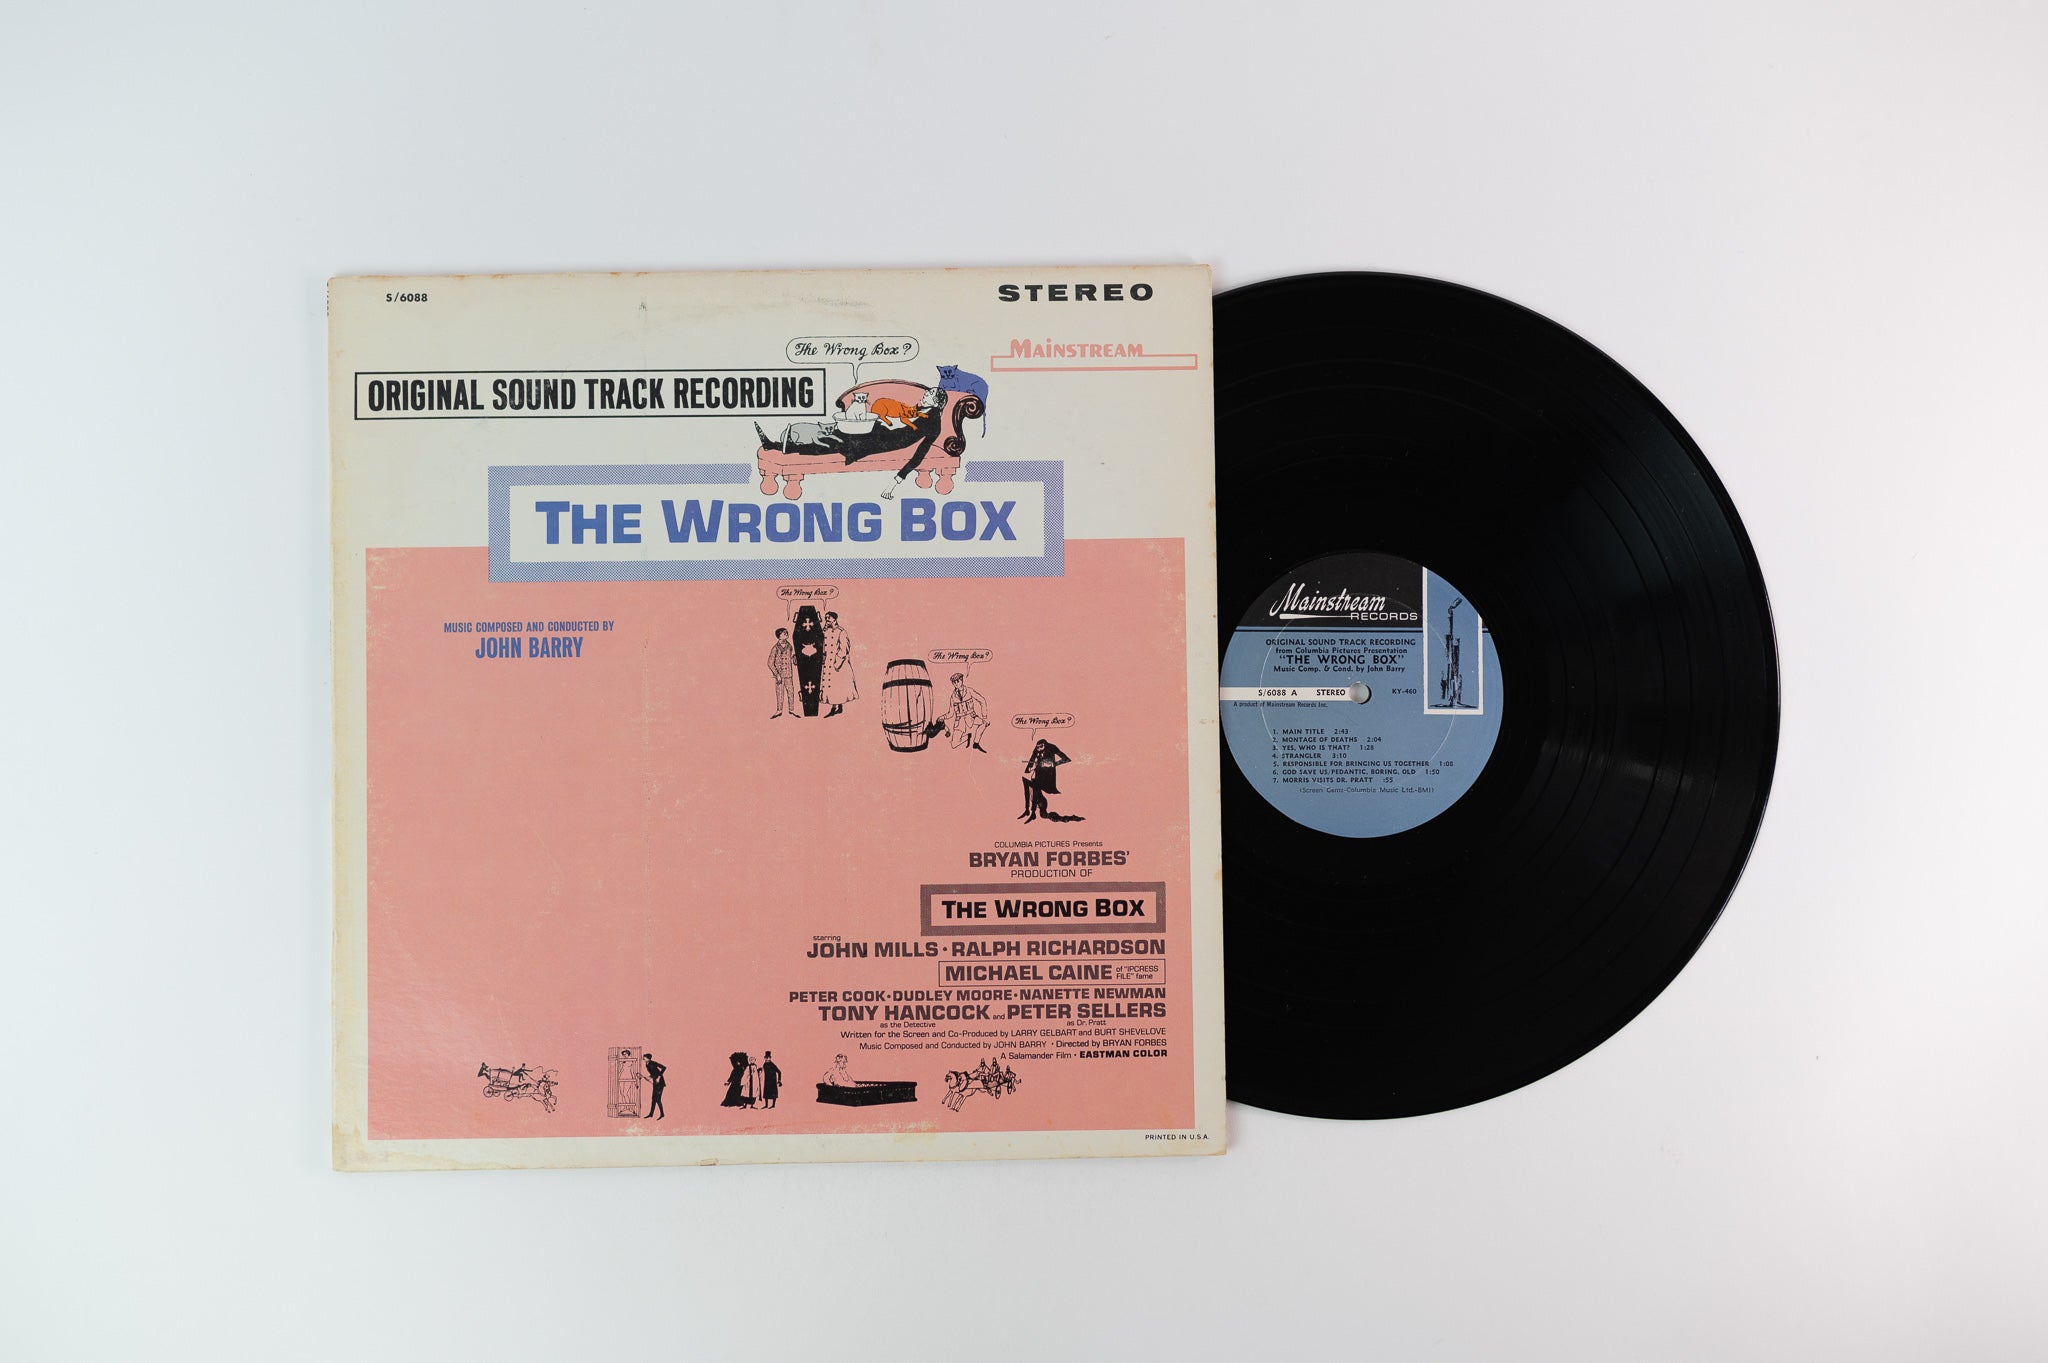 S/6088
STEREO
MAINSTREAM
The Wrong Box?
ORIGINAL SOUND TRACK RECORDING
THE WRONG BOX
MUSIC COMPOSED AND CONDUCTED BY
JOHN BARRY
The Wrong Box?
The Wrong Box?
The Wrong Box?
COLUMBIA PICTURES Presents
BRYAN FORBES'
PRODUCTION OF
THE WRONG BOX
starring
JOHN MILLS • RALPH RICHARDSON
MICHAEL CAINE of "IPCRESS
FILE" fame
PETER COOK • DUDLEY MOORE • NANETTE NEWMAN
TONY HANCOCK and PETER SELLERS
as the Detective as Dr. Pratt
Written for the Screen and Co-Produced by LARRY GELBART and BURT SHEVELOVE
Music Composed and Conducted by JOHN BARRY • Directed by BRYAN FORBES
A Salamander Film • EASTMAN COLOR
PRINTED IN U.S.A.
Mainstream
RECORDS
ORIGINAL SOUND TRACK RECORDING
from Columbia Pictures Presentation
"THE WRONG BOX"
Music Comp. & Cond. by John Barry
S/6088 A STEREO KY-460
A product of Mainstream Records Inc.
1. MAIN TITLE 2:43
2. MONTAGE OF DEATHS 2:04
3. YES, WHO IS THAT? 1:28
4. STRANGLER 3:10
5. RESPONSIBLE FOR BRINGING US TOGETHER 1:08
6. GOD SAVE US/PEDANTIC, BORING, OLD 1:50
7. MORRIS VISITS DR. PRATT :55
(Screen Gems-Columbia Music Ltd.-BMI)